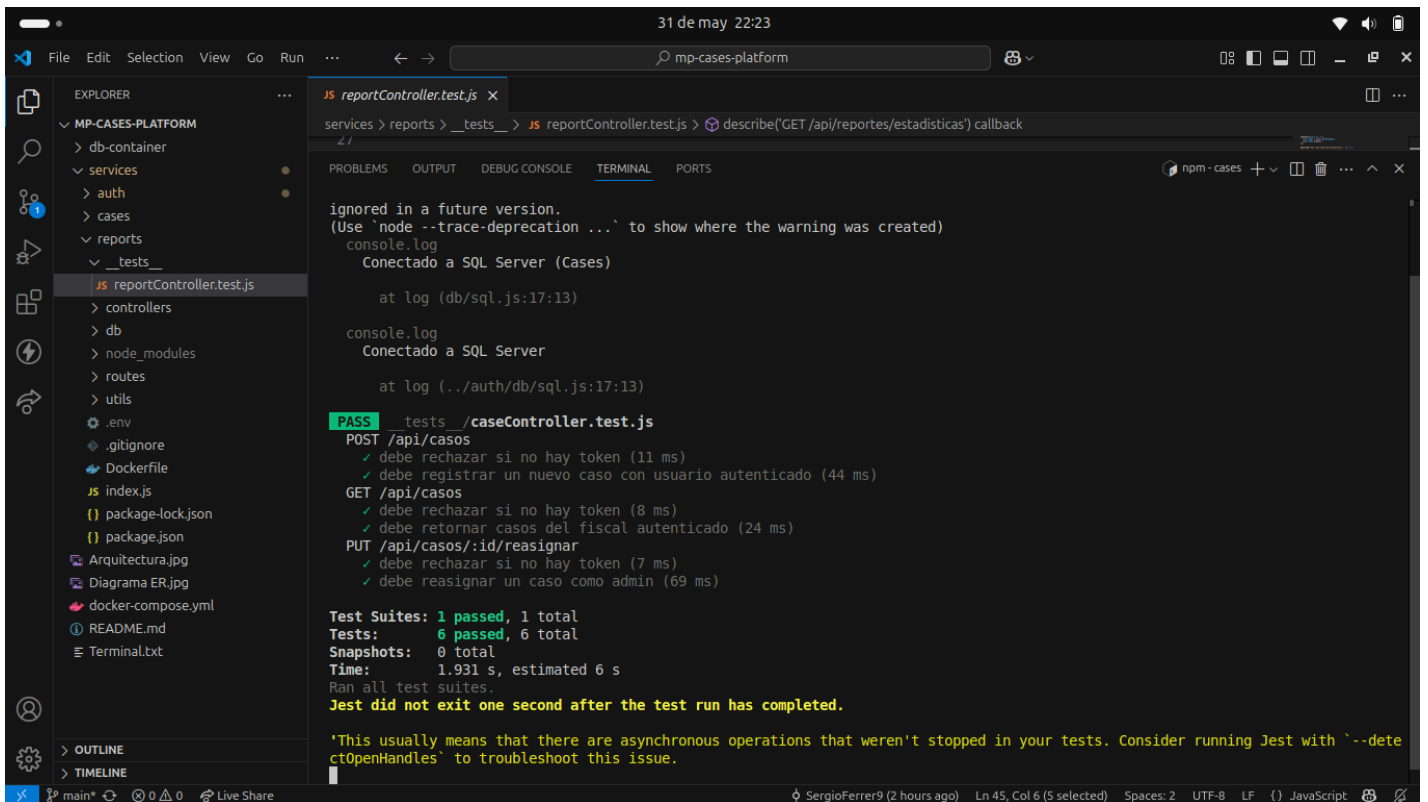 31 de may 22:23
File Edit Selection View Go Run ...
mp-cases-platform
EXPLORER
...
JS reportController.test.js
MP-CASES-PLATFORM
services > reports > __tests__ > JS reportController.test.js > describe('GET /api/reportes/estadisticas') callback
27
db-container
services
auth
cases
reports
__tests__
JS reportController.test.js
controllers
db
node_modules
routes
utils
.env
.gitignore
Dockerfile
JS index.js
{} package-lock.json
{} package.json
Arquitectura.jpg
Diagrama ER.jpg
docker-compose.yml
README.md
Terminal.txt
OUTLINE
TIMELINE
1
PROBLEMS OUTPUT DEBUG CONSOLE TERMINAL PORTS
npm - cases
...
ignored in a future version.
(Use `node --trace-deprecation ...` to show where the warning was created)
console.log
Conectado a SQL Server (Cases)
at log (db/sql.js:17:13)
console.log
Conectado a SQL Server
at log (../auth/db/sql.js:17:13)
PASS __tests__/caseController.test.js
POST /api/casos
✓ debe rechazar si no hay token (11 ms)
✓ debe registrar un nuevo caso con usuario autenticado (44 ms)
GET /api/casos
✓ debe rechazar si no hay token (8 ms)
✓ debe retornar casos del fiscal autenticado (24 ms)
PUT /api/casos/:id/reasignar
✓ debe rechazar si no hay token (7 ms)
✓ debe reasignar un caso como admin (69 ms)
Test Suites: 1 passed, 1 total
Tests: 6 passed, 6 total
Snapshots: 0 total
Time: 1.931 s, estimated 6 s
Ran all test suites.
Jest did not exit one second after the test run has completed.
'This usually means that there are asynchronous operations that weren't stopped in your tests. Consider running Jest with `--dete
ctOpenHandles` to troubleshoot this issue.
main* 0 0 Live Share
SergioFerrer9 (2 hours ago) Ln 45, Col 6 (5 selected) Spaces: 2 UTF-8 LF {} JavaScript